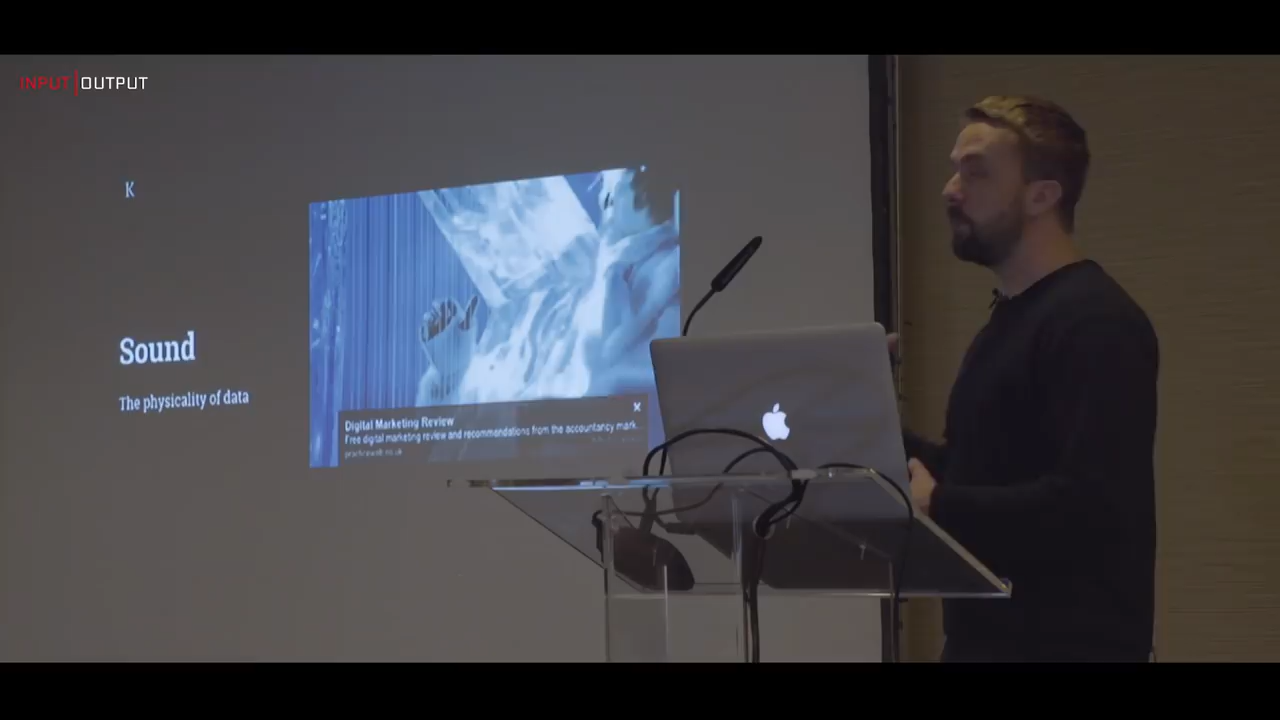 INPUT|OUTPUT
K
Sound
The physicality of data
Digital Marketing Review
Free digital marketing review and recommendations from the accountancy mark...